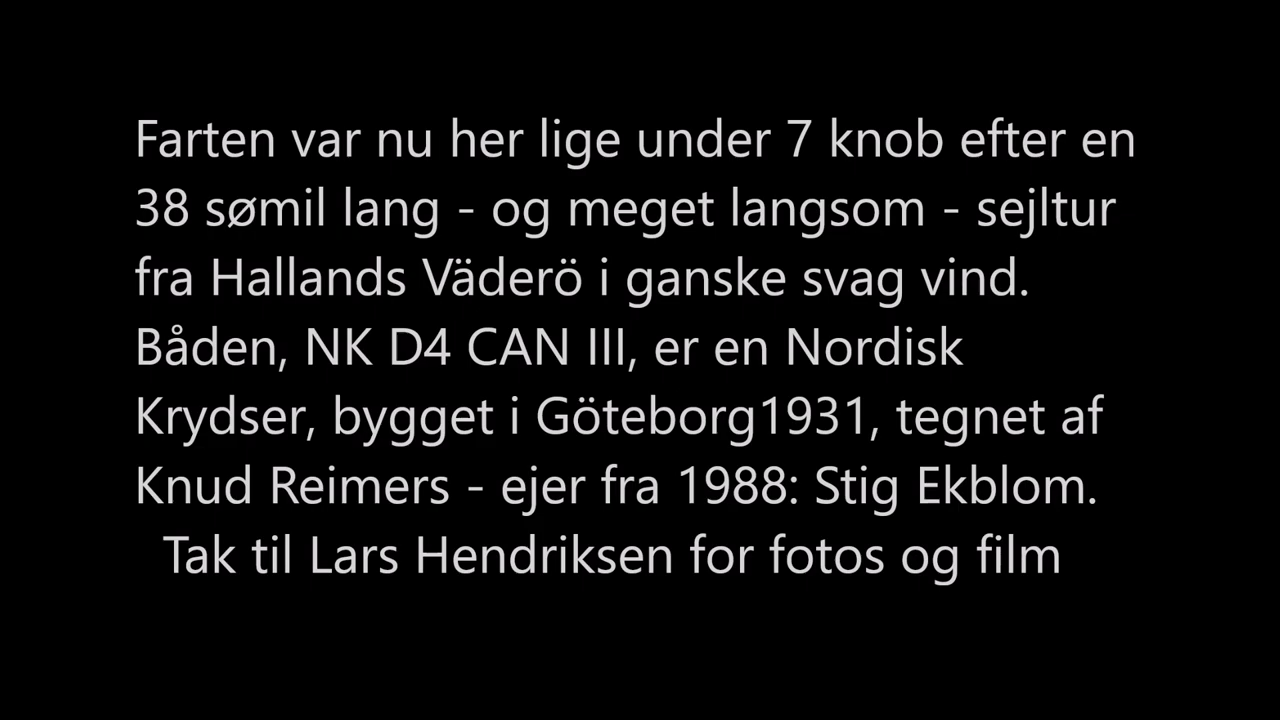 Farten var nu her lige under 7 knob efter en
38 sømil lang - og meget langsom - sejltur
fra Hallands Väderö i ganske svag vind.
Båden, NK D4 CAN III, er en Nordisk
Krydser, bygget i Göteborg1931, tegnet af
Knud Reimers - ejer fra 1988: Stig Ekblom.
Tak til Lars Hendriksen for fotos og film